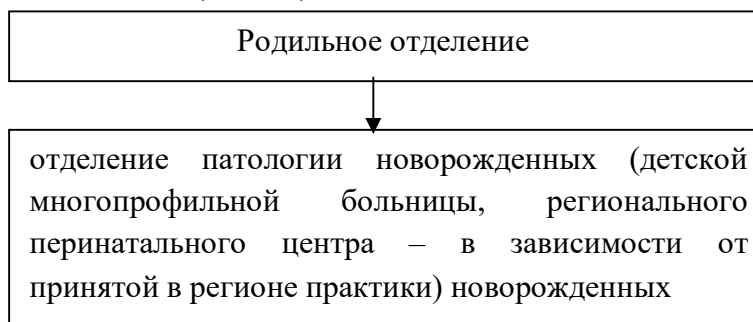 Родильное отделение
отделение патологии новорожденных (детской
многопрофильной больницы, регионального
перинатального центра – в зависимости от
принятой в регионе практики) новорожденных